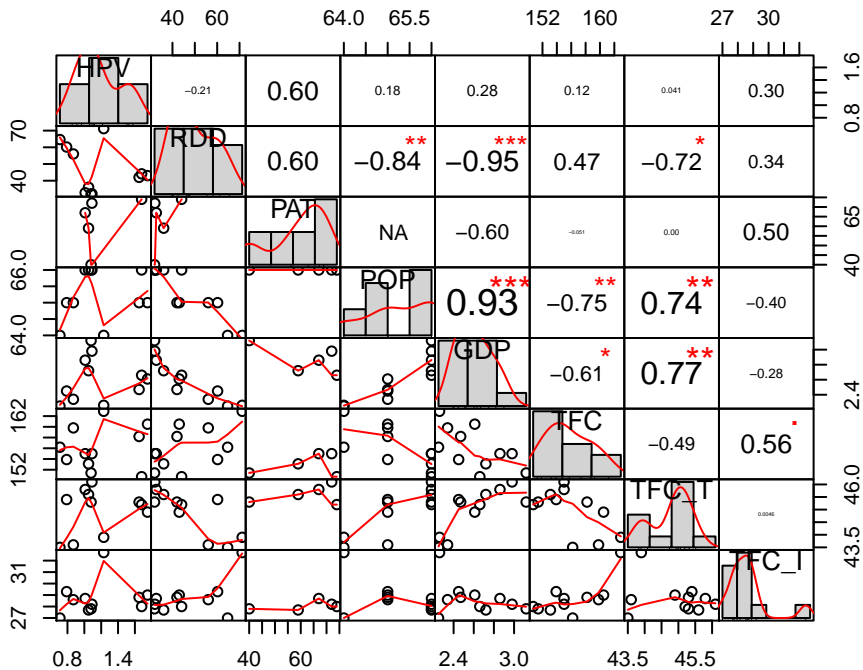 40 60 64.0 65.5 152 160 27 30
HPV −0.21 0.60 0.18 0.28 0.12 0.041 0.30 0.8 1.6
40 70 RDD 0.60 −0.84 ** −0.95 *** 0.47 −0.72 * 0.34
PAT NA −0.60 −0.051 0.00 0.50 40 65
64.0 66.0 POP 0.93 *** −0.75 ** 0.74 ** −0.40
GDP −0.61 * 0.77 ** −0.28 2.4
152 162 TFC −0.49 0.56 .
TFC_T 0.0046 43.5 46.0
27 31 TFC_I
0.8 1.4 40 60 2.4 3.0 43.5 45.5